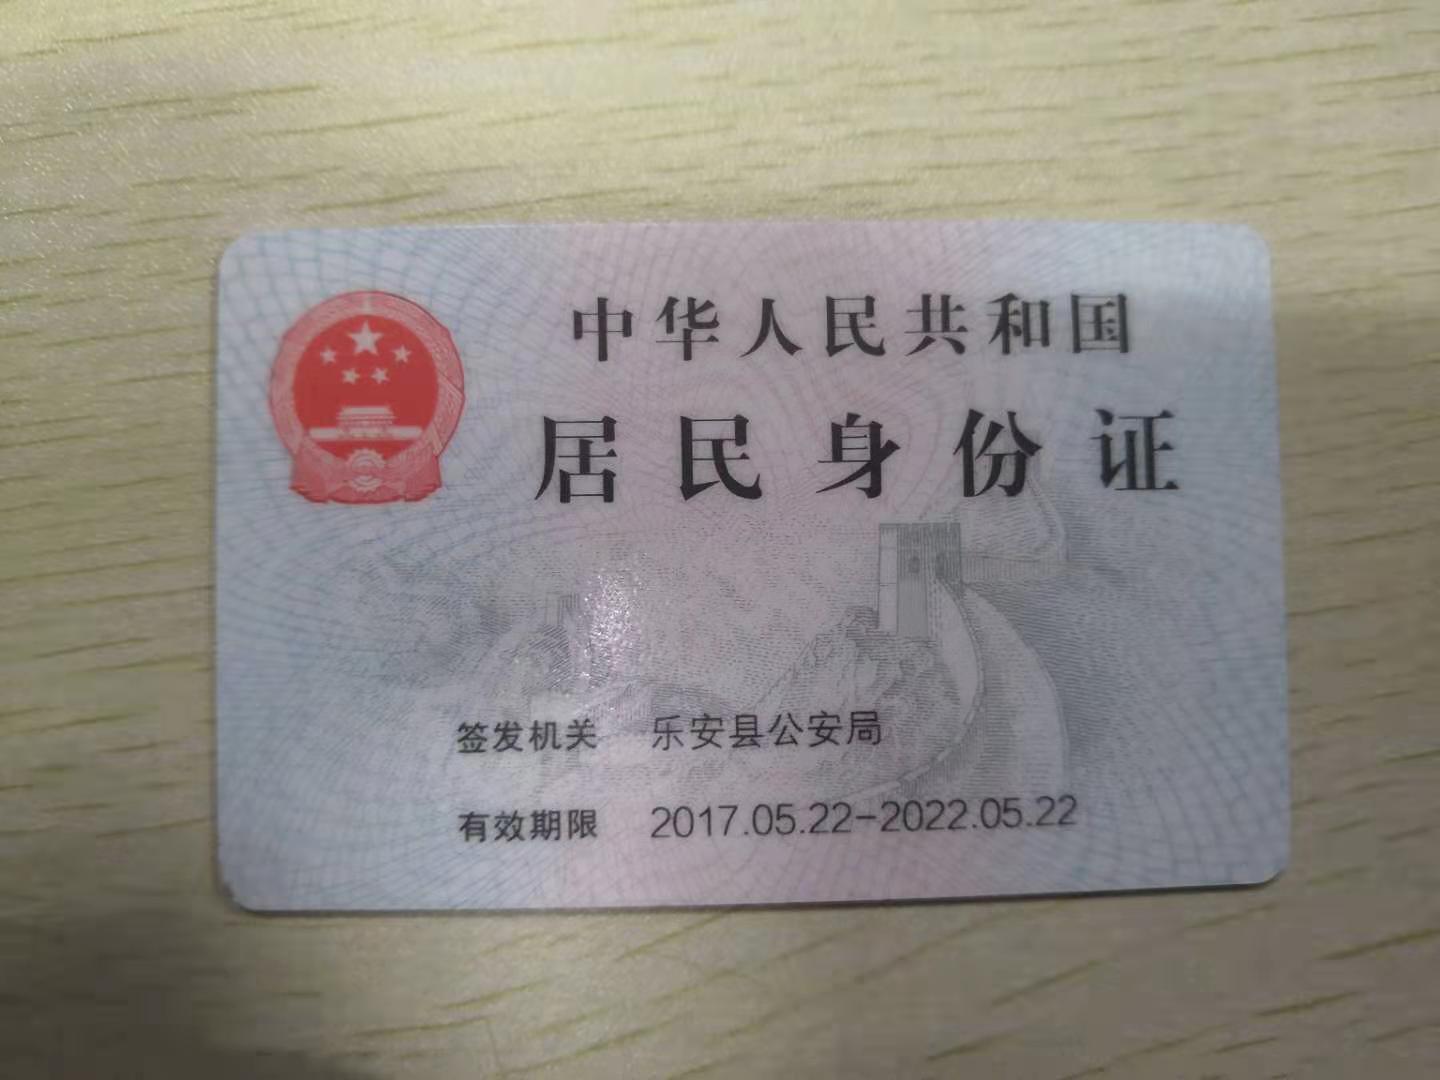 中华人民共和国
居民身份证
签发机关 乐安县公安局
有效期限 2017.05.22-2022.05.22